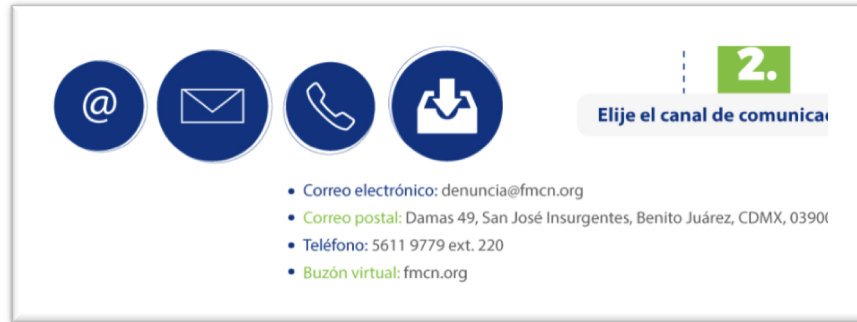 @
2.
Elije el canal de comunica
• Correo electrónico: denuncia@fmcn.org
• Correo postal: Damas 49, San José Insurgentes, Benito Juárez, CDMX, 03900
• Teléfono: 5611 9779 ext. 220
• Buzón virtual: fmcn.org